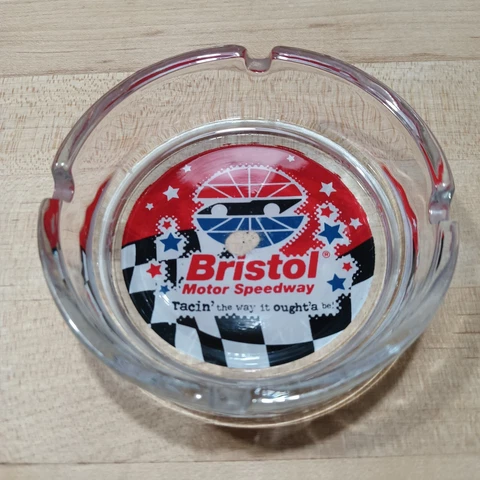 Bristol®
Motor Speedway
racin' the way it ought'a be!